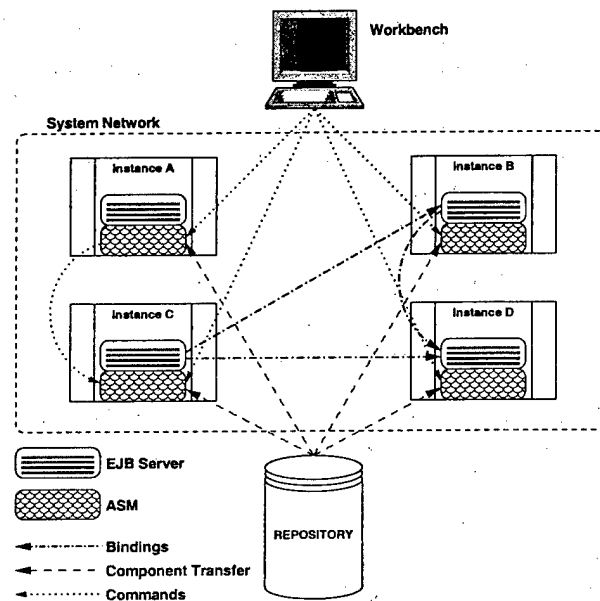 Workbench
System Network
Instance A
Instance B
Instance C
Instance D
EJB Server
ASM
REPOSITORY
Bindings
Component Transfer
Commands